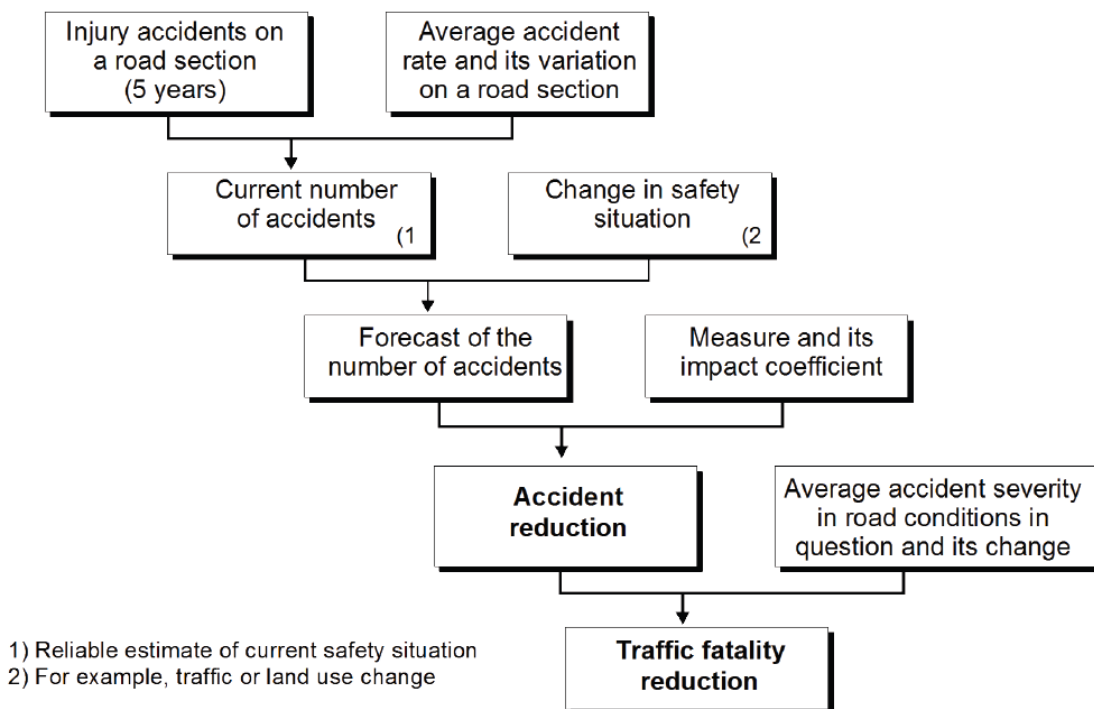 Injury accidents on
a road section
(5 years)
Average accident
rate and its variation
on a road section
Current number
of accidents
(1
Change in safety
situation
(2
Forecast of the
number of accidents
Measure and its
impact coefficient
Accident
reduction
Average accident severity
in road conditions in
question and its change
Traffic fatality
reduction
1) Reliable estimate of current safety situation
2) For example, traffic or land use change